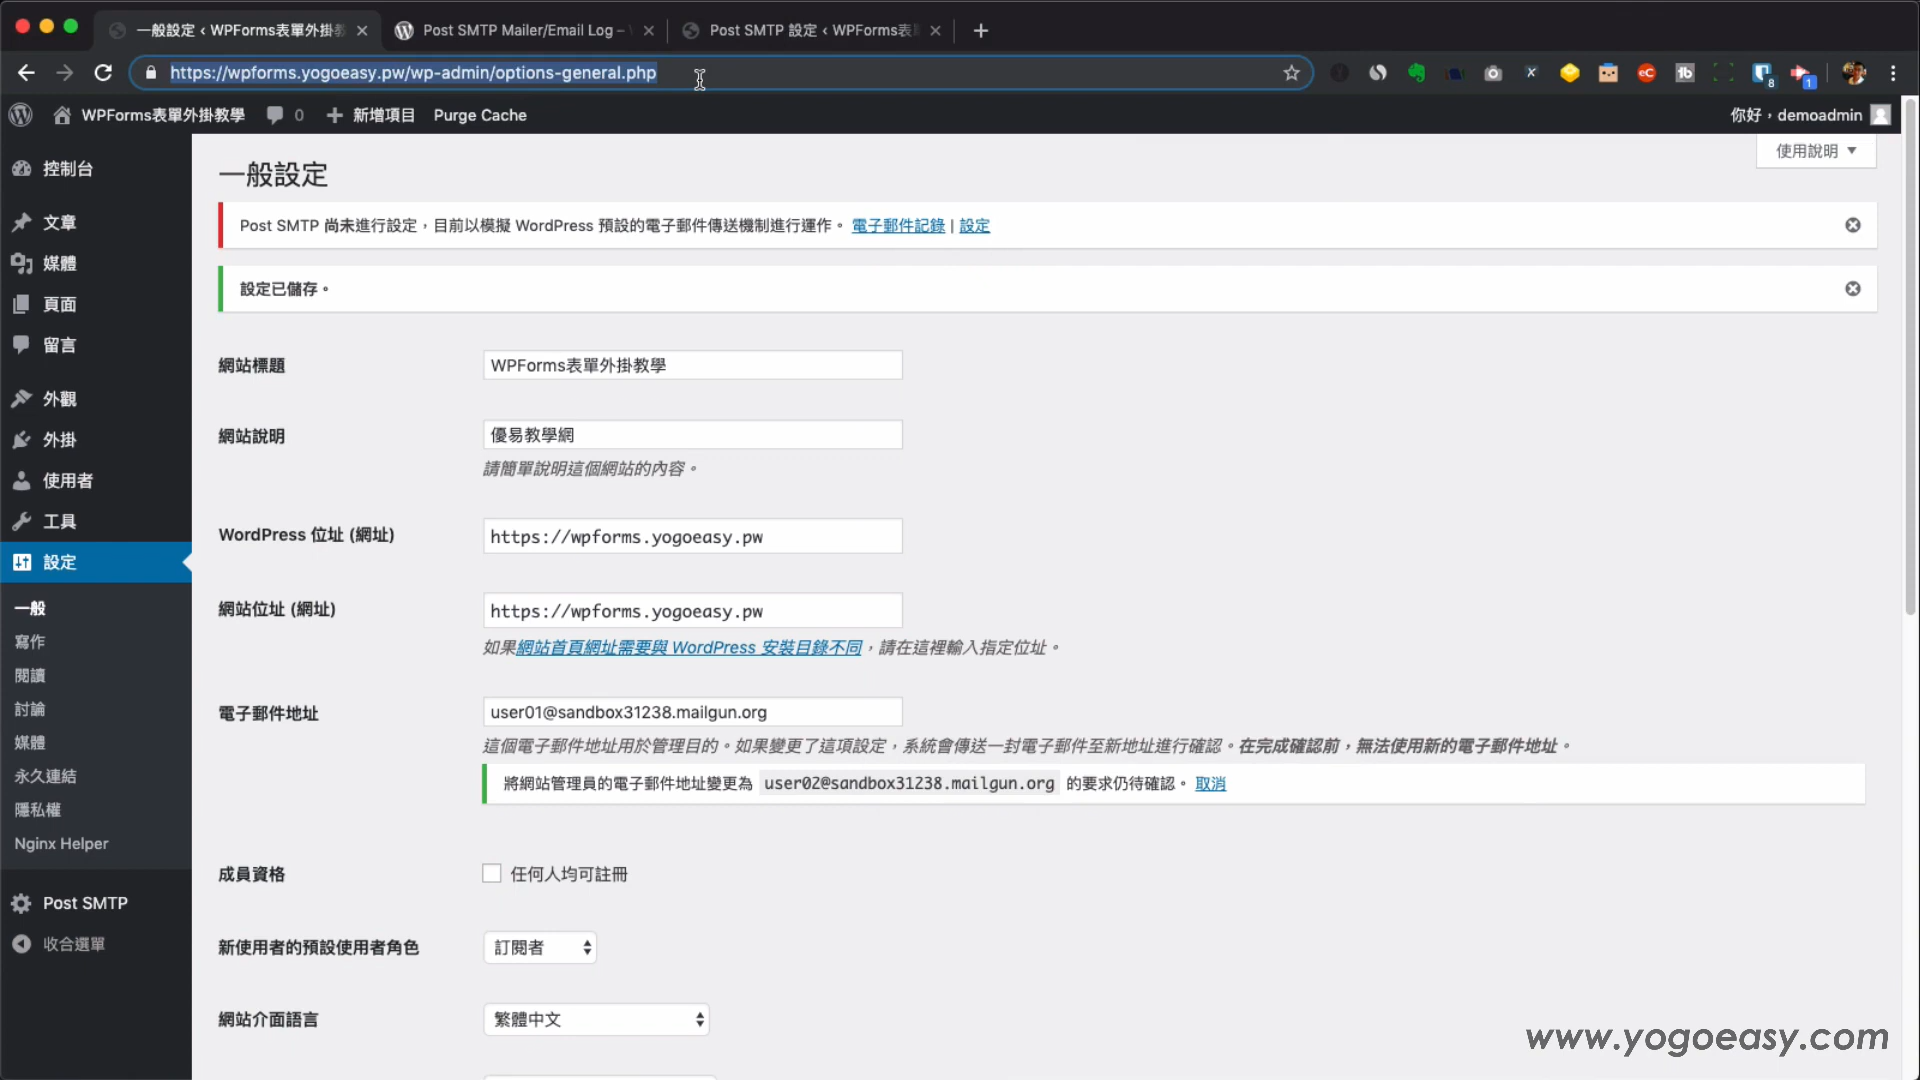 一般設定 ‹ WPForms表單外掛教
Post SMTP Mailer/Email Log –
Post SMTP 設定 ‹ WPForms表單
https://wpforms.yogoeasy.pw/wp-admin/options-general.php
WPForms表單外掛教學
0
新增項目
Purge Cache
你好，demoadmin
使用說明
控制台
文章
媒體
頁面
留言
外觀
外掛
使用者
工具
設定
一般
寫作
閱讀
討論
媒體
永久連結
隱私權
Nginx Helper
Post SMTP
收合選單
一般設定
Post SMTP 尚未進行設定，目前以模擬 WordPress 預設的電子郵件傳送機制進行運作。 電子郵件記錄 | 設定
設定已儲存。
網站標題
WPForms表單外掛教學
網站說明
優易教學網
請簡單說明這個網站的內容。
WordPress 位址 (網址)
https://wpforms.yogoeasy.pw
網站位址 (網址)
https://wpforms.yogoeasy.pw
如果網站首頁網址需要與 WordPress 安裝目錄不同，請在這裡輸入指定位址。
電子郵件地址
user01@sandbox31238.mailgun.org
這個電子郵件地址用於管理目的。如果變更了這項設定，系統會傳送一封電子郵件至新地址進行確認。在完成確認前，無法使用新的電子郵件地址。
將網站管理員的電子郵件地址變更為 user02@sandbox31238.mailgun.org 的要求仍待確認。 取消
成員資格
任何人均可註冊
新使用者的預設使用者角色
訂閱者
網站介面語言
繁體中文
www.yogoeasy.com